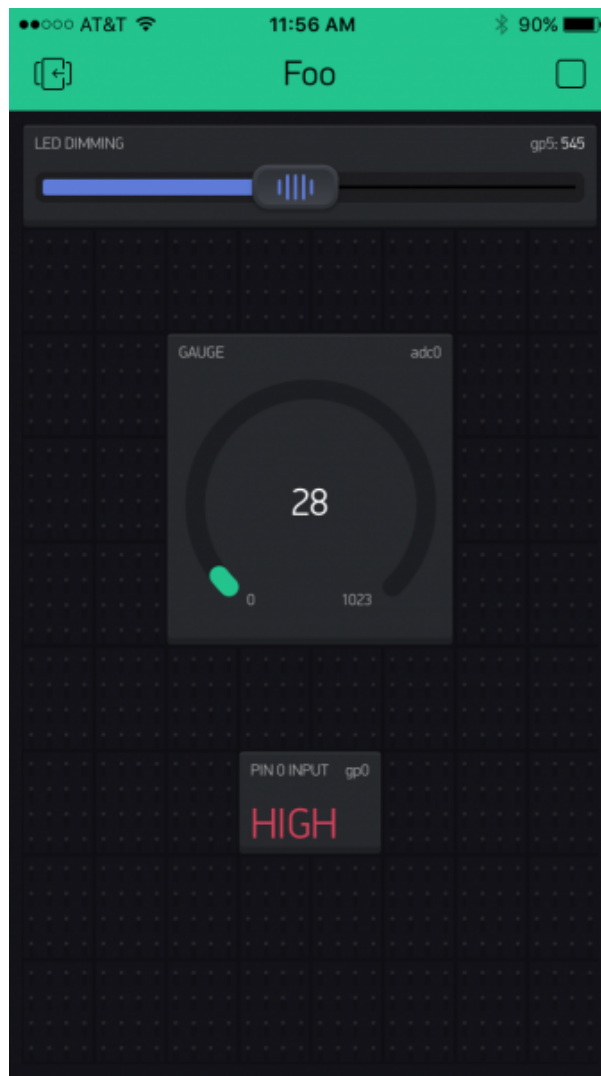 AT&T 11:56 AM 90%
Foo
LED DIMMING gp5: 545
GAUGE adc0
28
0 1023
PIN 0 INPUT gp0
HIGH